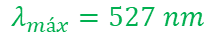 λmáx = 527 nm